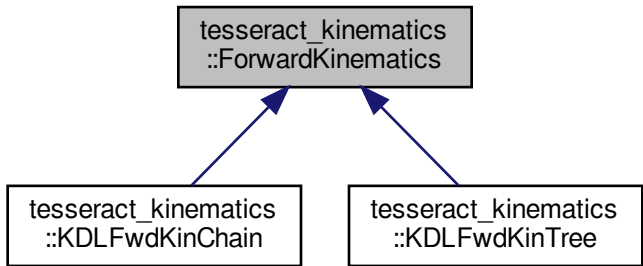 tesseract_kinematics
::ForwardKinematics
tesseract_kinematics
::KDLFwdKinChain
tesseract_kinematics
::KDLFwdKinTree